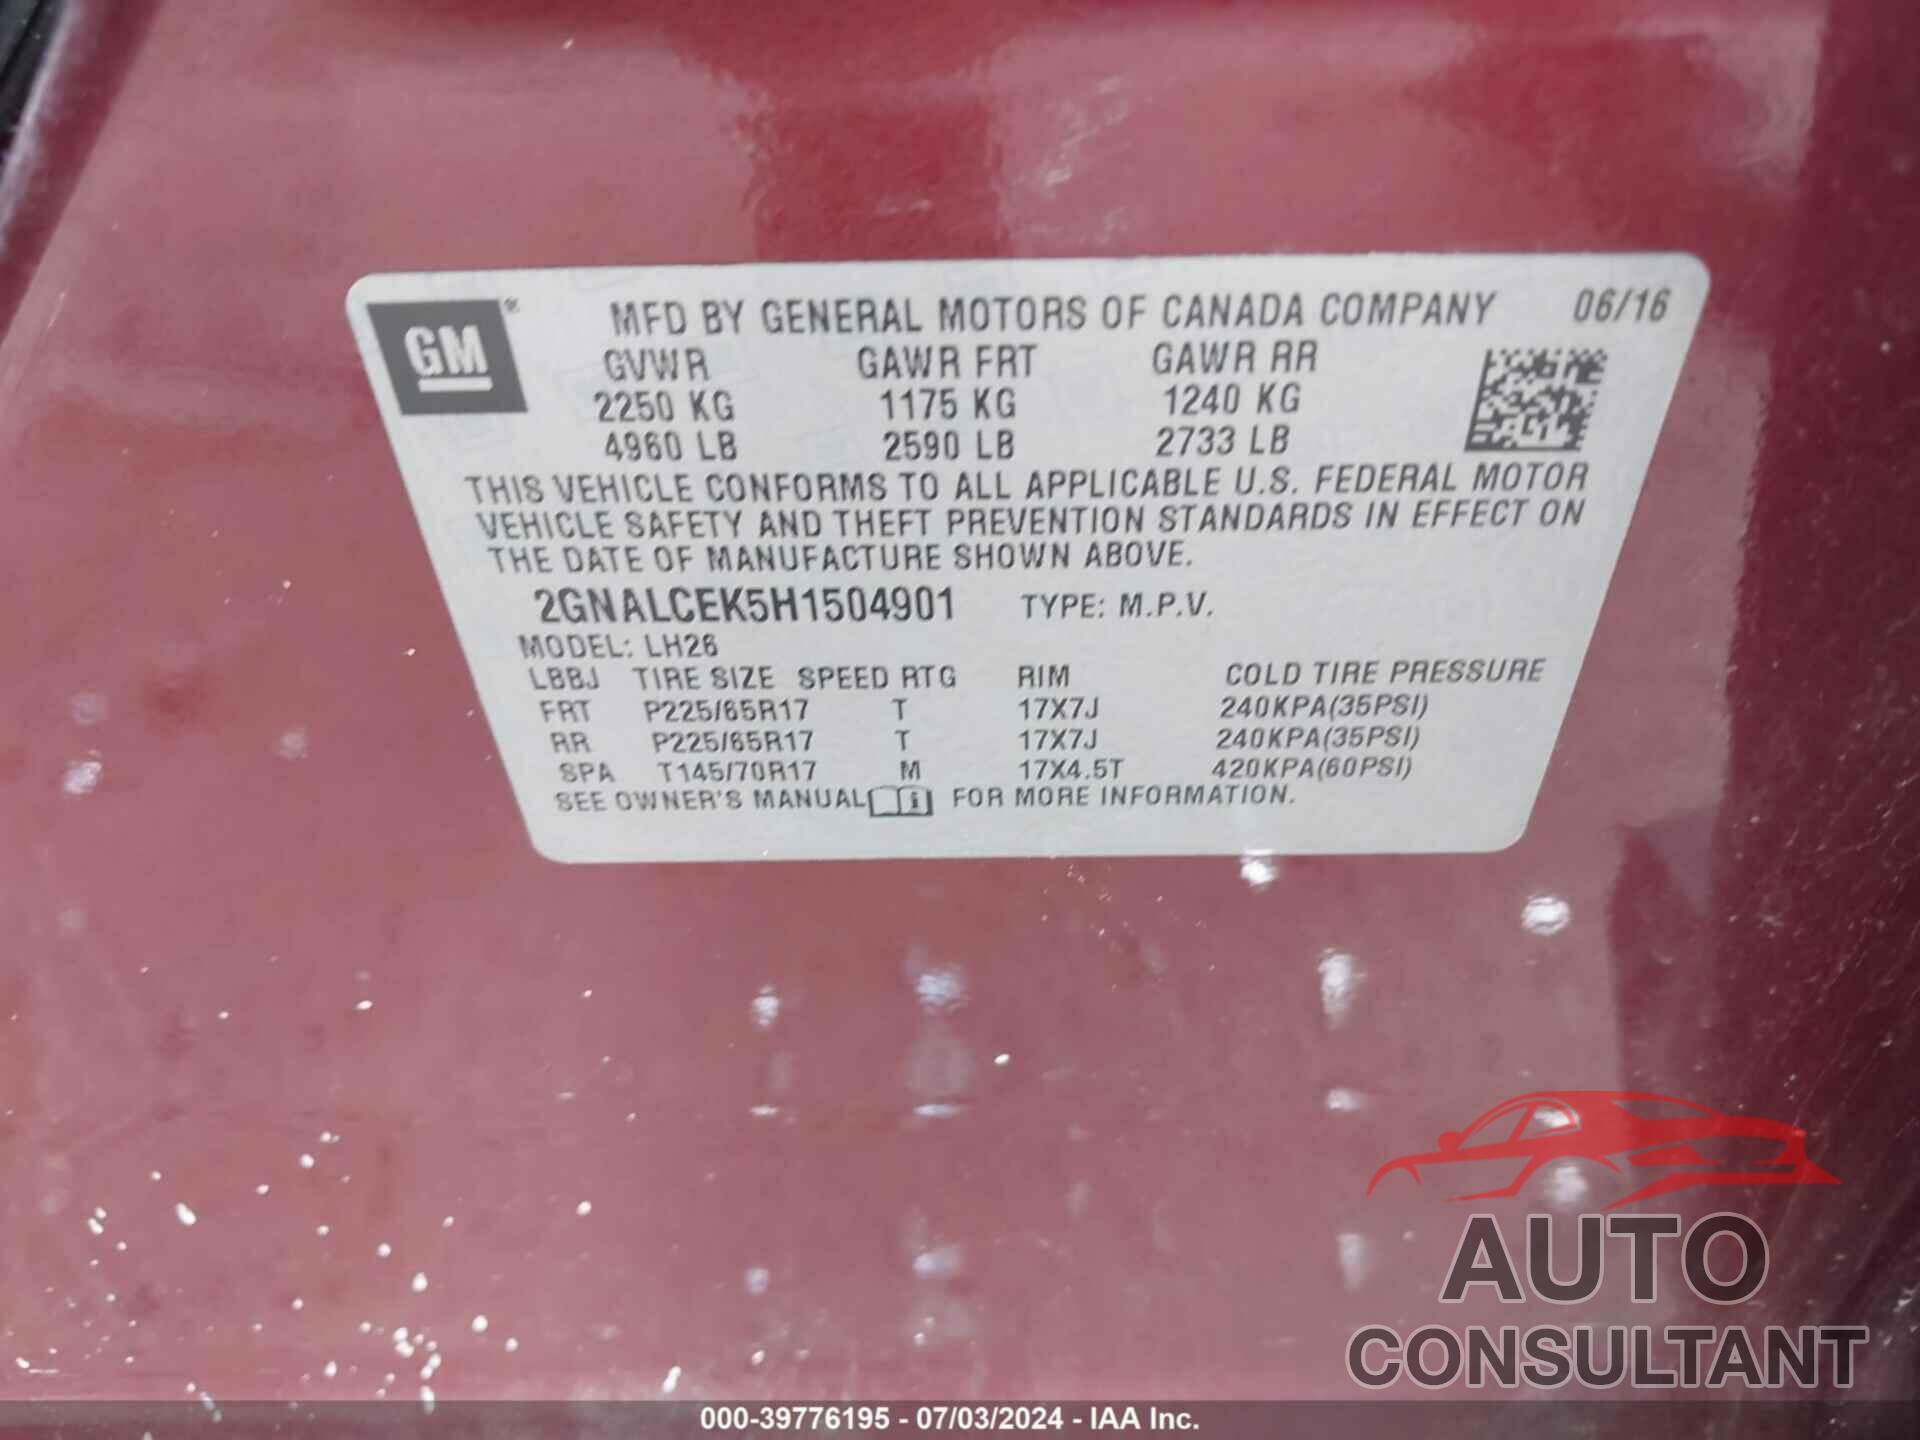 GM®
MFD BY GENERAL MOTORS OF CANADA COMPANY 06/16
GVWR GAWR FRT GAWR RR
2250 KG 1175 KG 1240 KG
4960 LB 2590 LB 2733 LB
THIS VEHICLE CONFORMS TO ALL APPLICABLE U.S. FEDERAL MOTOR
VEHICLE SAFETY AND THEFT PREVENTION STANDARDS IN EFFECT ON
THE DATE OF MANUFACTURE SHOWN ABOVE.
2GNALCEK5H1504901 TYPE: M.P.V.
MODEL: LH26
LBBJ TIRE SIZE SPEED RTG RIM COLD TIRE PRESSURE
FRT P225/65R17 T 17X7J 240KPA(35PSI)
RR P225/65R17 T 17X7J 240KPA(35PSI)
SPA T145/70R17 M 17X4.5T 420KPA(60PSI)
SEE OWNER'S MANUAL i FOR MORE INFORMATION.
AUTO
CONSULTANT
000-39776195 - 07/03/2024 - IAA Inc.